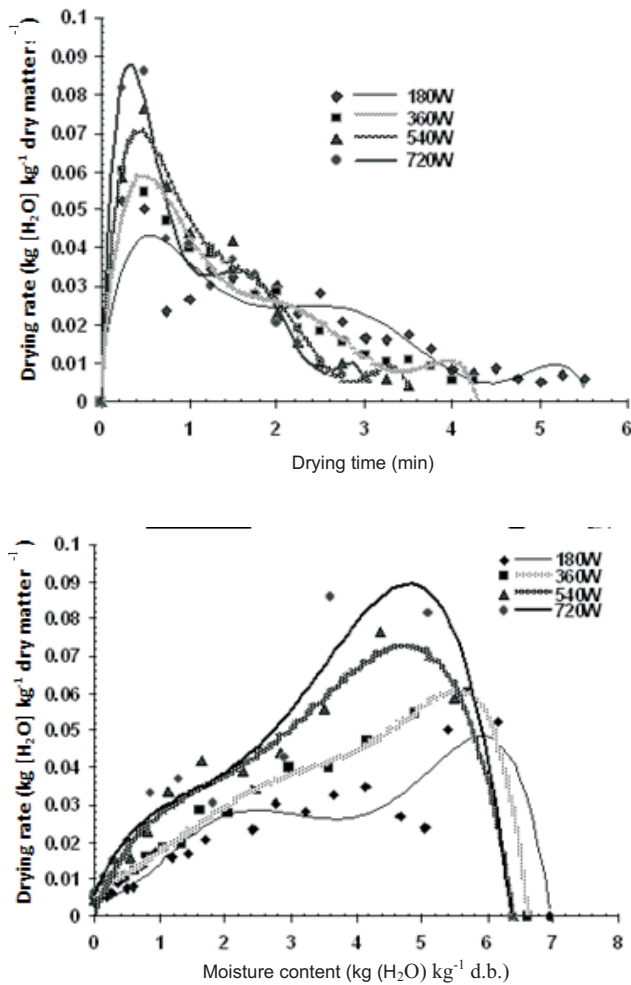 Drying rate (kg [H₂O] kg⁻¹ dry matter s⁻¹
0.1
0.09
0.08
0.07
0.06
0.05
0.04
0.03
0.02
0.01
0
180W
360W
540W
720W
0 1 2 3 4 5 6
Drying time (min)
Drying rate (kg [H₂O] kg⁻¹ dry matter ⁻¹
0.1
0.09
0.08
0.07
0.06
0.05
0.04
0.03
0.02
0.01
0
180W
360W
540W
720W
0 1 2 3 4 5 6 7 8
Moisture content (kg (H₂O) kg⁻¹ d.b.)